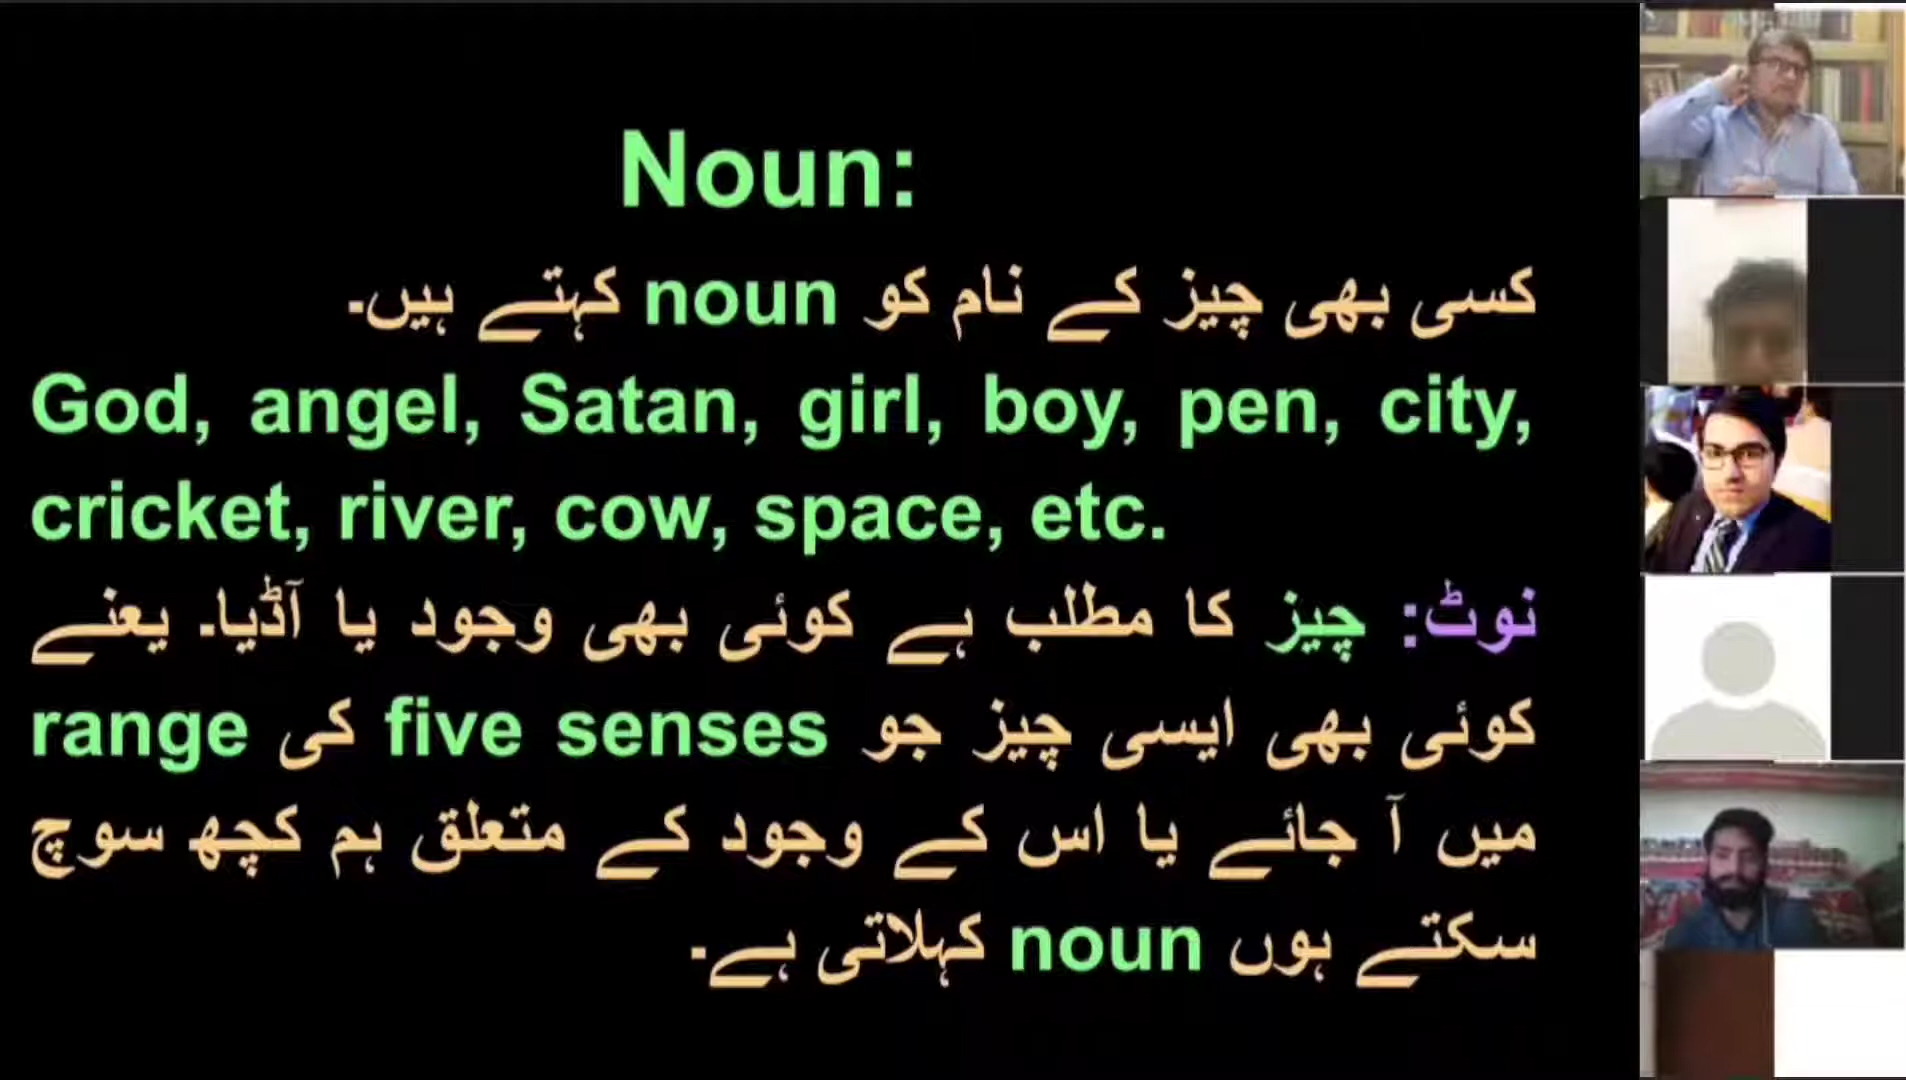 Noun:
کسی بھی چیز کے نام کو noun کہتے ہیں۔
God, angel, Satan, girl, boy, pen, city,
cricket, river, cow, space, etc.
نوٹ: چیز کا مطلب ہے کوئی بھی وجود یا آڈیا۔ یعنے
کوئی بھی ایسی چیز جو five senses کی range
میں آ جائے یا اس کے وجود کے متعلق ہم کچھ سوچ
سکتے ہوں noun کہلاتی ہے۔